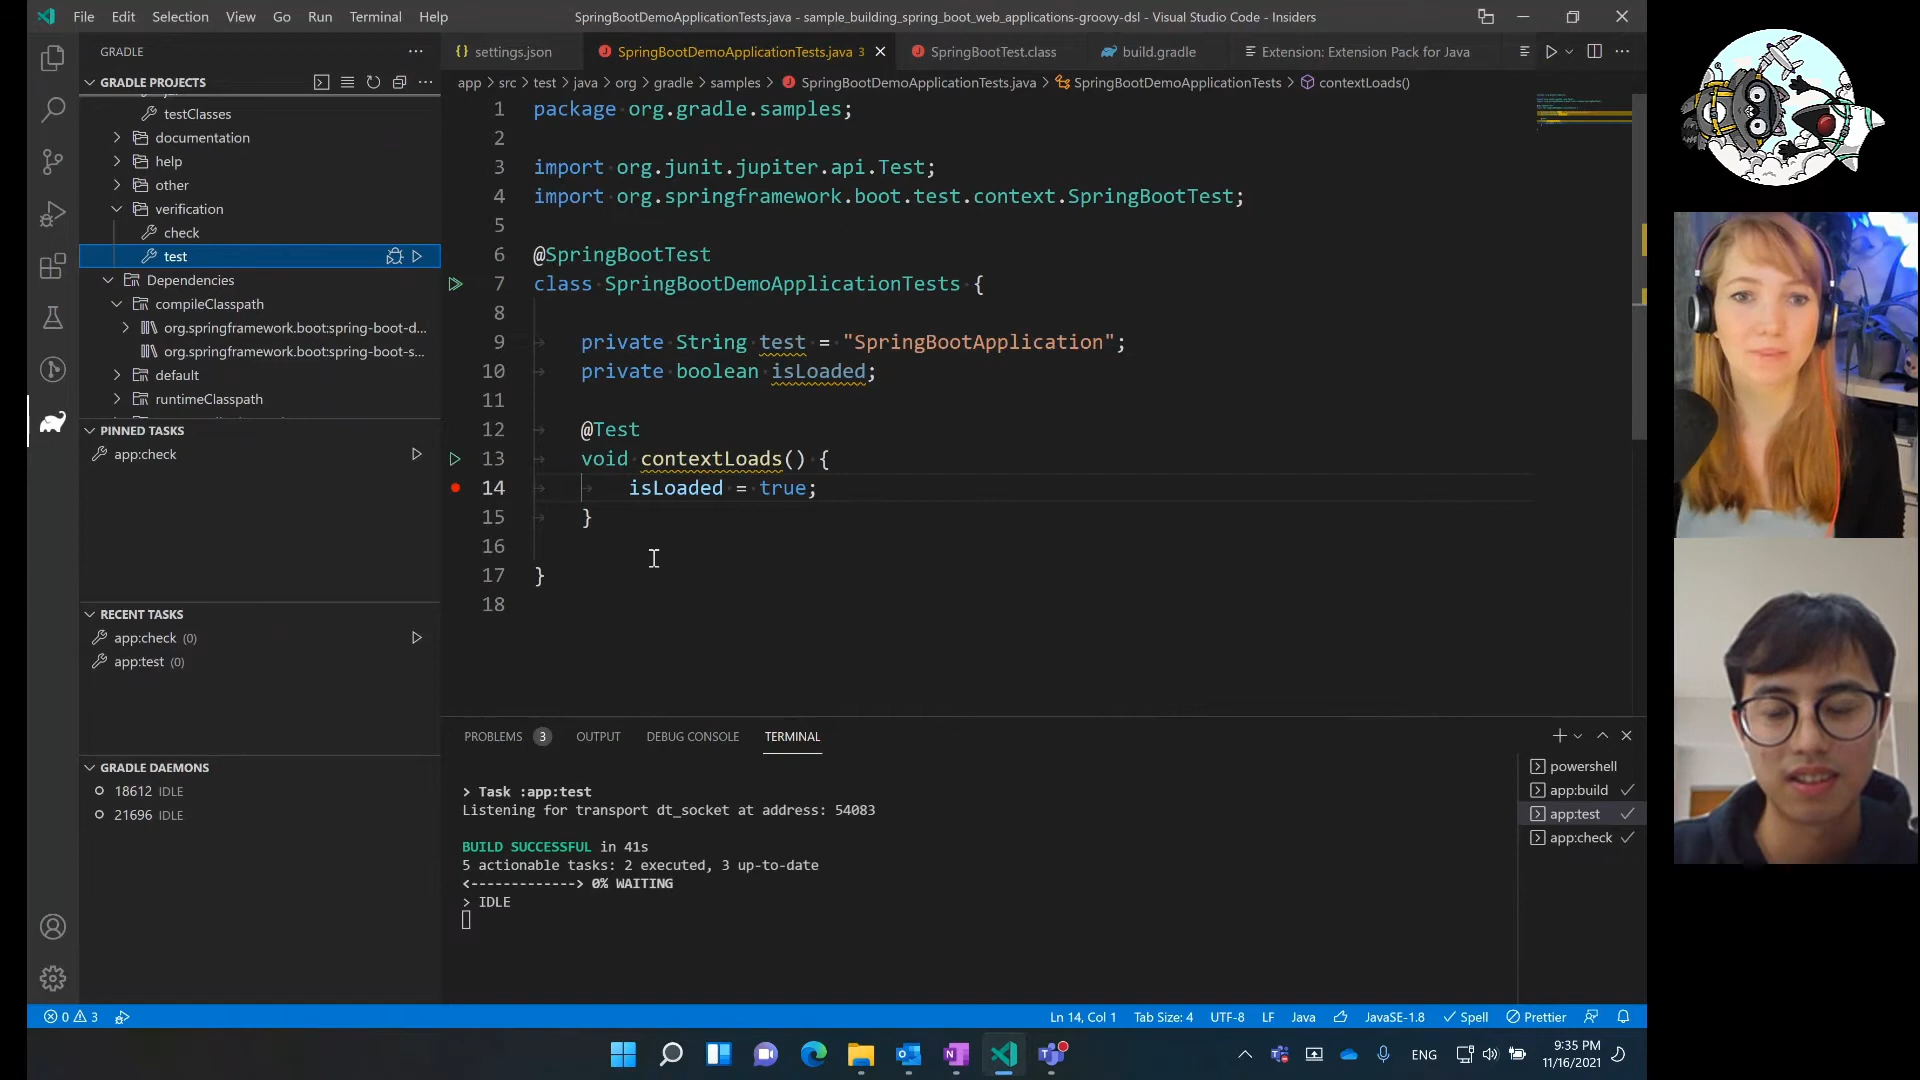 File Edit Selection View Go Run Terminal Help
SpringBootDemoApplicationTests.java - sample_building_spring_boot_web_applications-groovy-dsl - Visual Studio Code - Insiders
GRADLE
GRADLE PROJECTS
testClasses
documentation
help
other
verification
check
test
Dependencies
compileClasspath
org.springframework.boot:spring-boot-d...
org.springframework.boot:spring-boot-s...
default
runtimeClasspath
PINNED TASKS
app:check
RECENT TASKS
app:check (0)
app:test (0)
GRADLE DAEMONS
18612 IDLE
21696 IDLE
settings.json SpringBootDemoApplicationTests.java 3 SpringBootTest.class build.gradle Extension: Extension Pack for Java
app > src > test > java > org > gradle > samples > SpringBootDemoApplicationTests.java > SpringBootDemoApplicationTests > contextLoads()
1 package org.gradle.samples;
2
3 import org.junit.jupiter.api.Test;
4 import org.springframework.boot.test.context.SpringBootTest;
5
6 @SpringBootTest
7 class SpringBootDemoApplicationTests {
8
9 private String test = "SpringBootApplication";
10 private boolean isLoaded;
11
12 @Test
13 void contextLoads() {
14 isLoaded = true;
15 }
16
17 }
18
PROBLEMS 3 OUTPUT DEBUG CONSOLE TERMINAL
> Task :app:test
Listening for transport dt_socket at address: 54083
BUILD SUCCESSFUL in 41s
5 actionable tasks: 2 executed, 3 up-to-date
<-------------> 0% WAITING
> IDLE
powershell
app:build
app:test
app:check
0 3
Ln 14, Col 1 Tab Size: 4 UTF-8 LF Java JavaSE-1.8 Spell Prettier
ENG
9:35 PM
11/16/2021